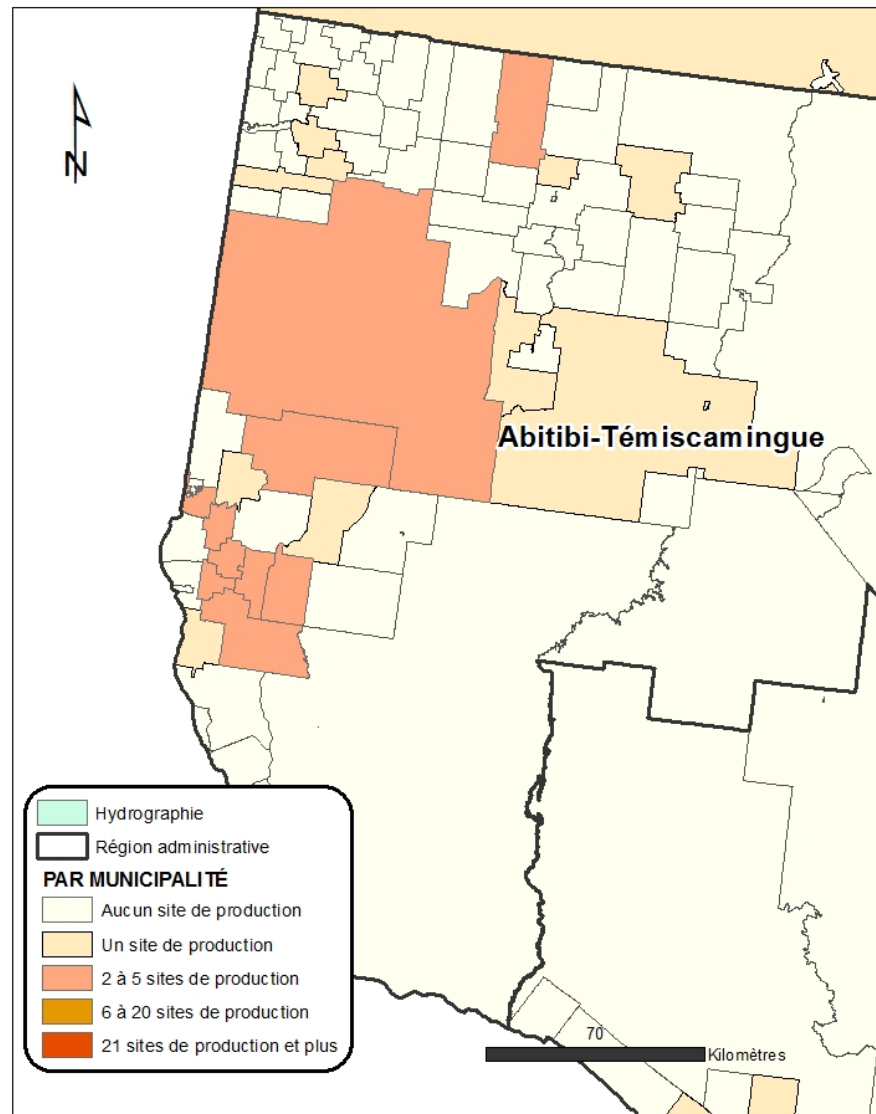 N
Abitibi-Témiscamingue
Hydrographie
Région administrative
PAR MUNICIPALITÉ
Aucun site de production
Un site de production
2 à 5 sites de production
6 à 20 sites de production
21 sites de production et plus
70
Kilomètres